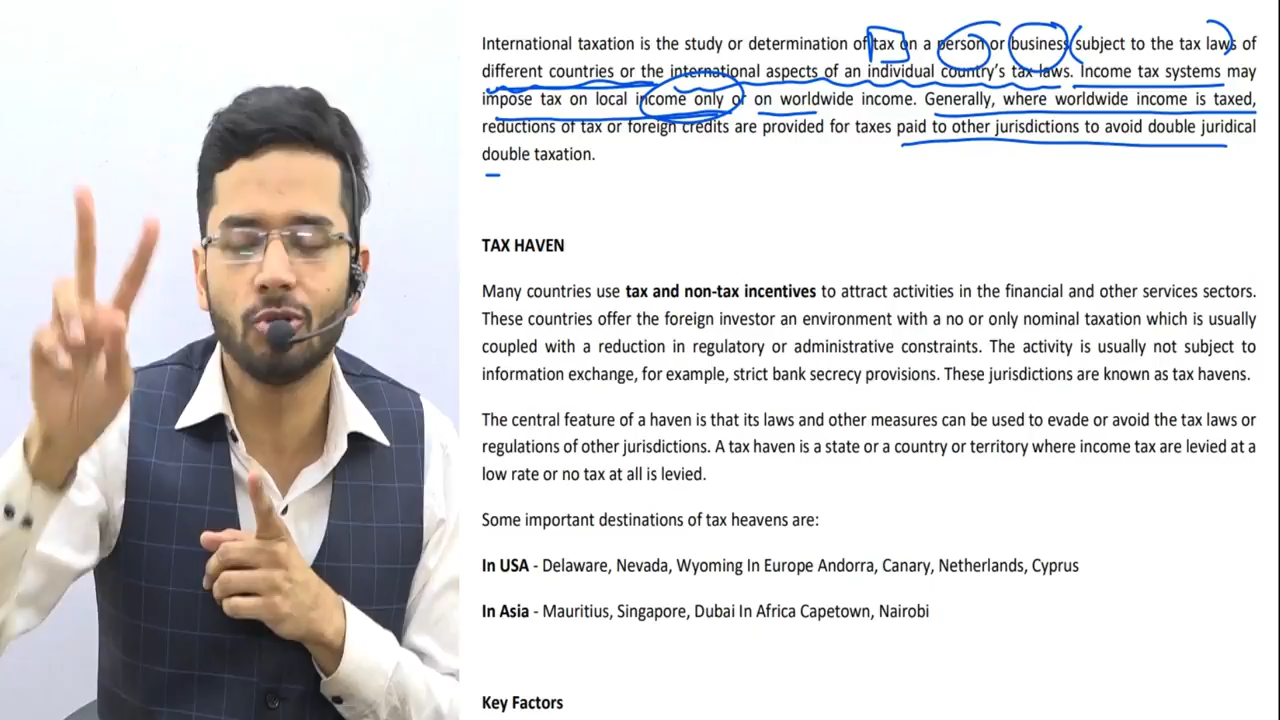 International taxation is the study or determination of tax on a person or business subject to the tax laws of
different countries or the international aspects of an individual country's tax laws. Income tax systems may
impose tax on local income only or on worldwide income. Generally, where worldwide income is taxed,
reductions of tax or foreign credits are provided for taxes paid to other jurisdictions to avoid double juridical
double taxation.
TAX HAVEN
Many countries use tax and non-tax incentives to attract activities in the financial and other services sectors.
These countries offer the foreign investor an environment with a no or only nominal taxation which is usually
coupled with a reduction in regulatory or administrative constraints. The activity is usually not subject to
information exchange, for example, strict bank secrecy provisions. These jurisdictions are known as tax havens.
The central feature of a haven is that its laws and other measures can be used to evade or avoid the tax laws or
regulations of other jurisdictions. A tax haven is a state or a country or territory where income tax are levied at a
low rate or no tax at all is levied.
Some important destinations of tax heavens are:
In USA - Delaware, Nevada, Wyoming In Europe Andorra, Canary, Netherlands, Cyprus
In Asia - Mauritius, Singapore, Dubai In Africa Capetown, Nairobi
Key Factors